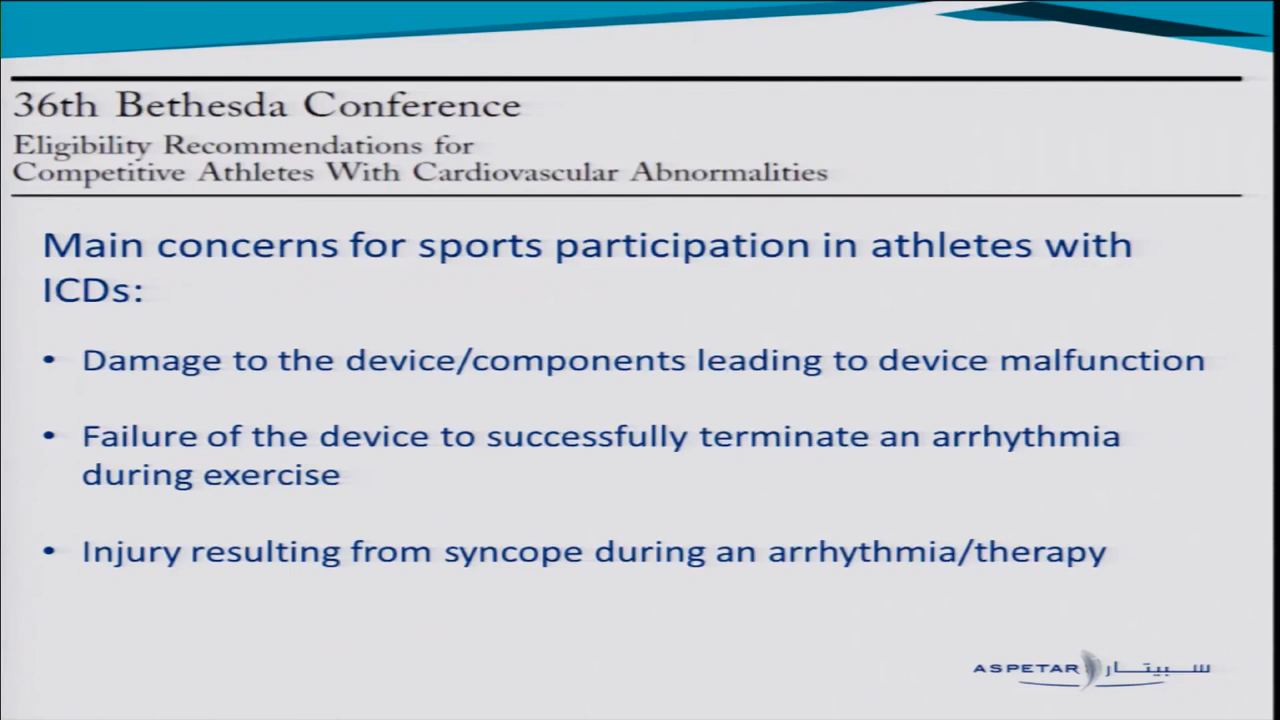 36th Bethesda Conference
Eligibility Recommendations for
Competitive Athletes With Cardiovascular Abnormalities
Main concerns for sports participation in athletes with
ICDs:
• Damage to the device/components leading to device malfunction
• Failure of the device to successfully terminate an arrhythmia
during exercise
• Injury resulting from syncope during an arrhythmia/therapy
ASPETAR سبيتار